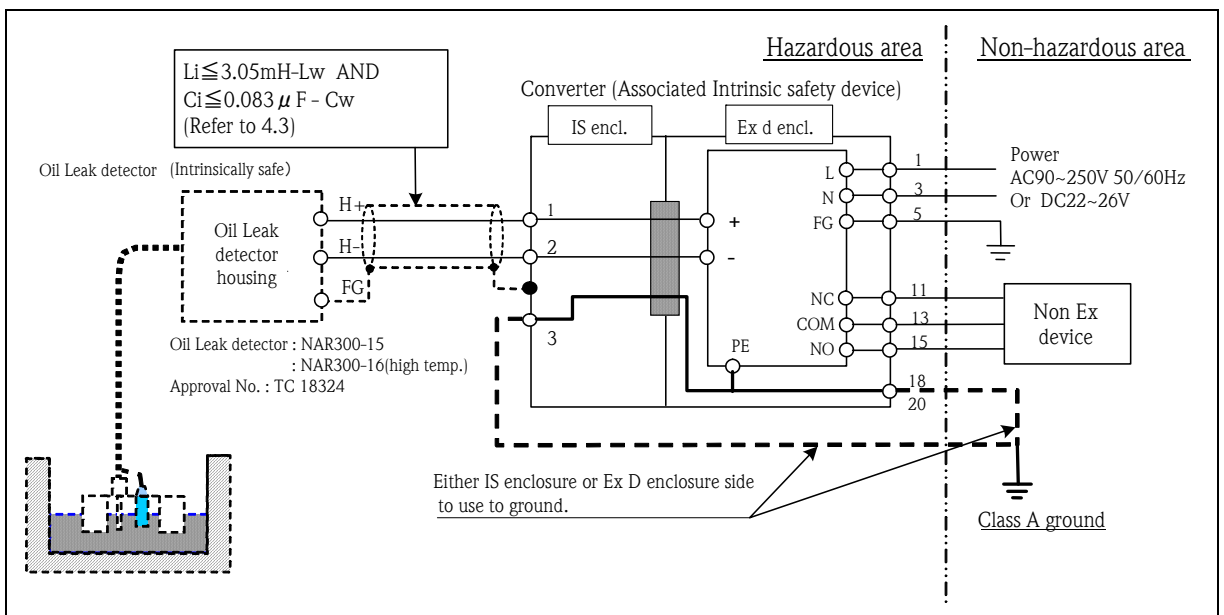 Hazardous area
Non-hazardous area
Li≦3.05mH-Lw AND
Ci≦0.083μF - Cw
(Refer to 4.3)
Converter (Associated Intrinsic safety device)
IS encl.
Ex d encl.
Oil Leak detector (Intrinsically safe)
Oil Leak
detector
housing
H+
H-
FG
1
2
3
+
-
PE
L
N
FG
NC
COM
NO
1
3
5
11
13
15
18
20
Power
AC90~250V 50/60Hz
Or DC22~26V
Non Ex
device
Oil Leak detector : NAR300-15
: NAR300-16(high temp.)
Approval No. : TC 18324
Either IS enclosure or Ex D enclosure side
to use to ground.
Class A ground